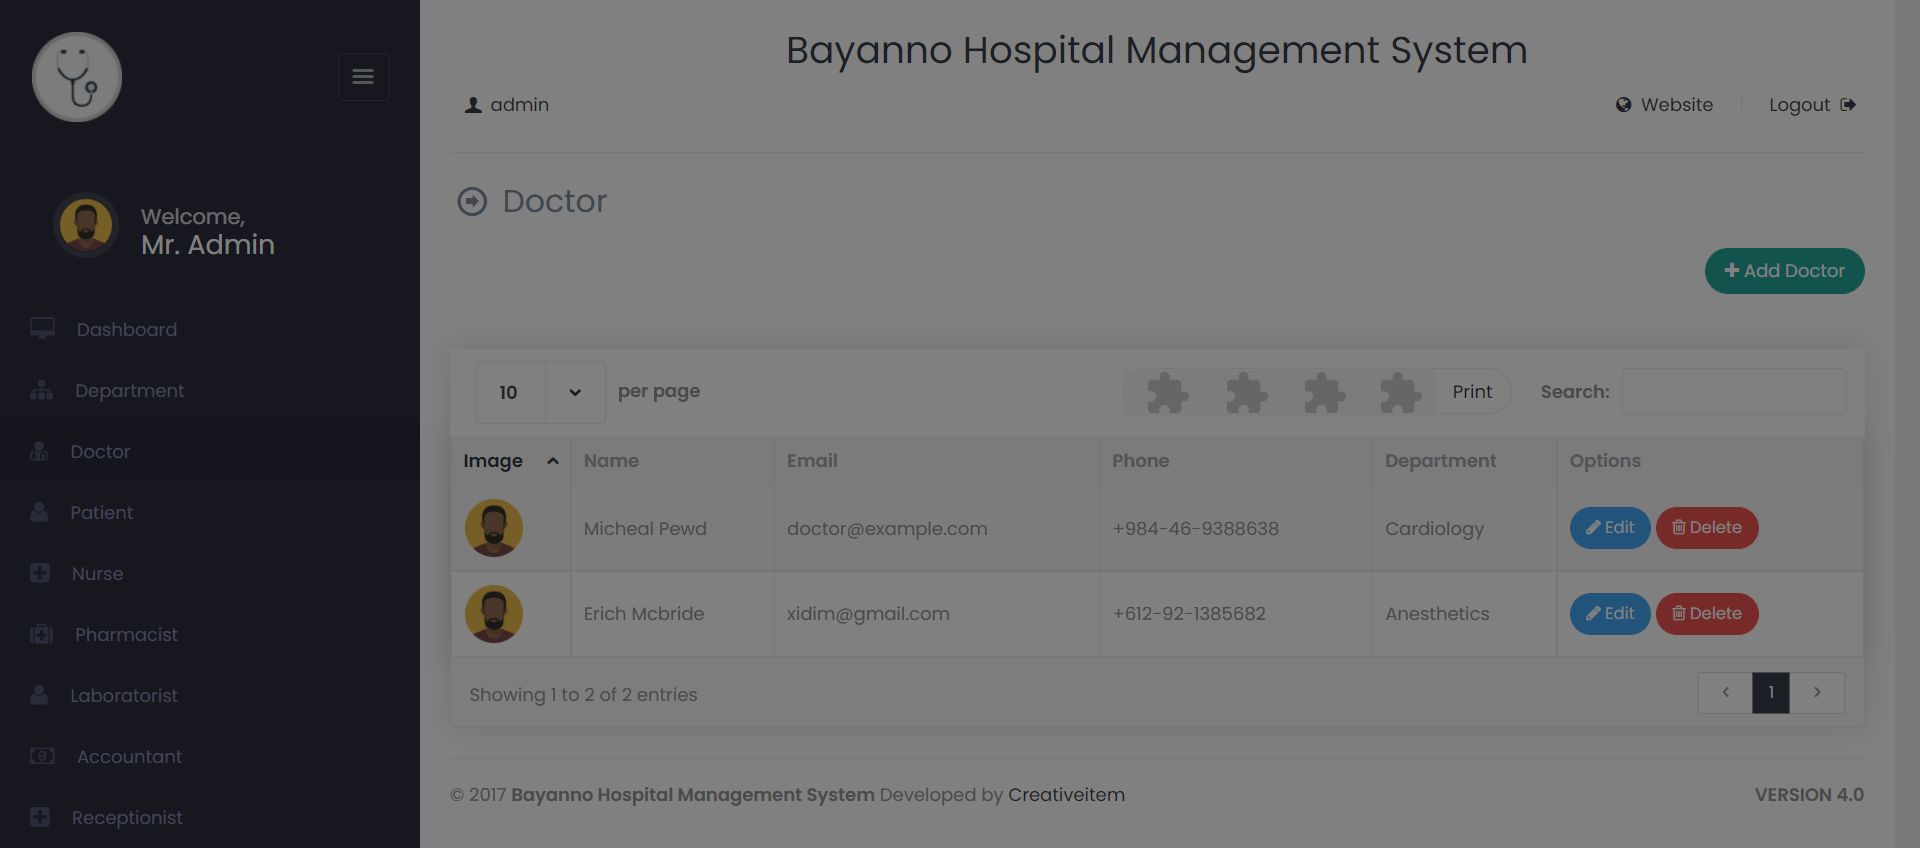 Bayanno Hospital Management System
admin
Website
Logout
Welcome,
Mr. Admin
Dashboard
Department
Doctor
Patient
Nurse
Pharmacist
Laboratorist
Accountant
Receptionist
Doctor
Add Doctor
10 per page
Print
Search:
Image Name Email Phone Department Options
Micheal Pewd doctor@example.com +984-46-9388638 Cardiology Edit Delete
Erich Mcbride xidim@gmail.com +612-92-1385682 Anesthetics Edit Delete
Showing 1 to 2 of 2 entries
‹ 1 ›
© 2017 Bayanno Hospital Management System Developed by Creativeitem
VERSION 4.0